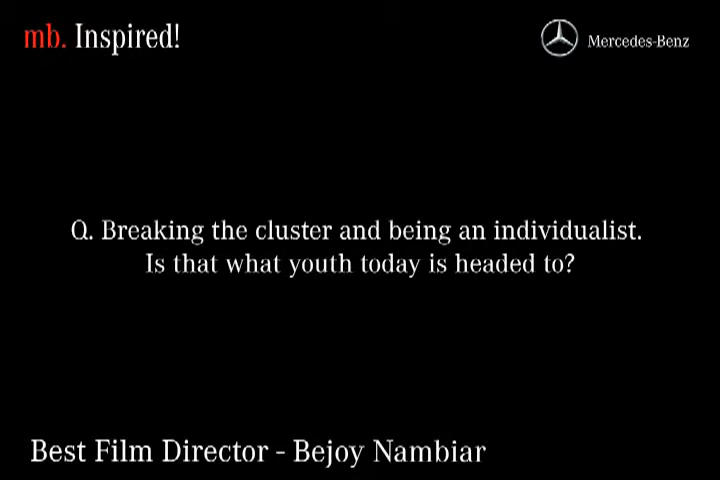 mb. Inspired!
Mercedes-Benz
Q. Breaking the cluster and being an individualist.
Is that what youth today is headed to?
Best Film Director - Bejoy Nambiar